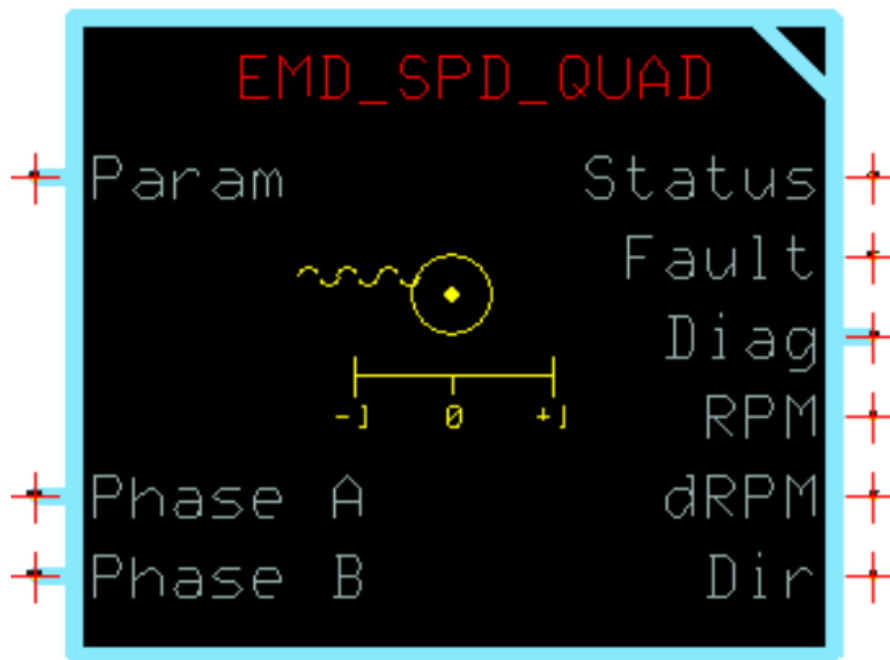 EMD_SPD_QUAD
Param Status
Fault
Diag
-] 0 +]
RPM
Phase A dRPM
Phase B Dir